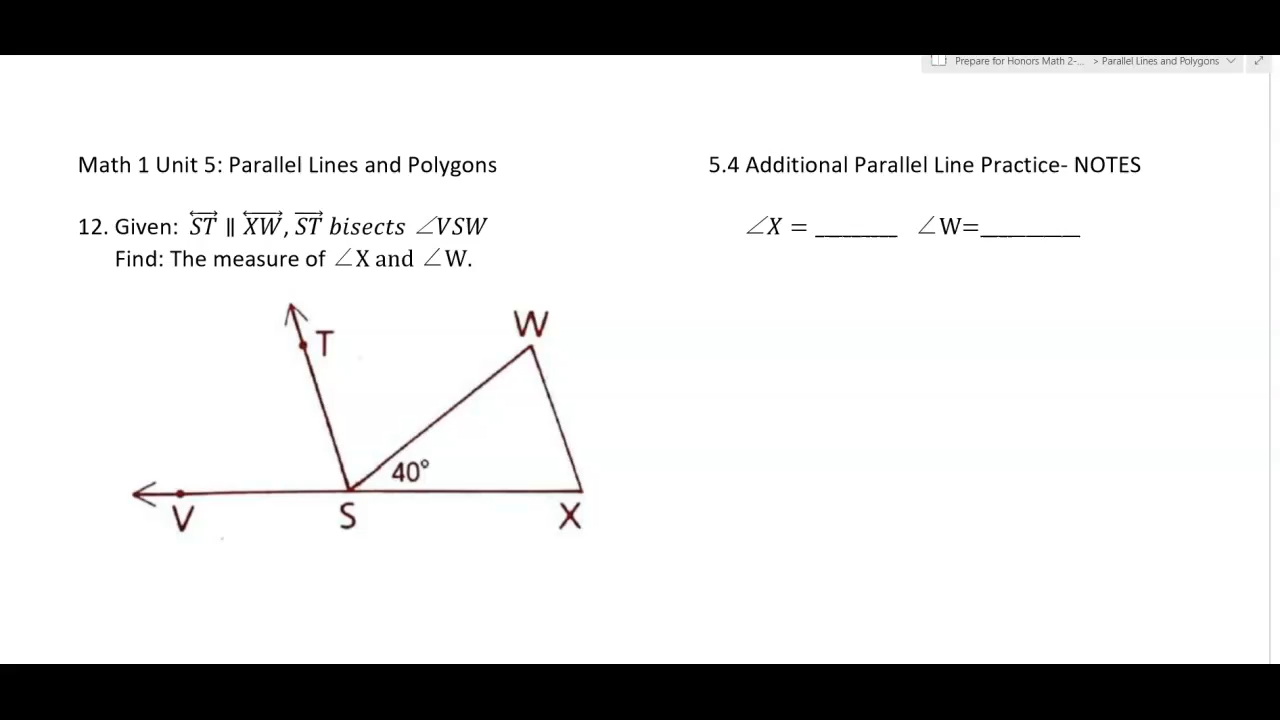 Prepare for Honors Math 2-... > Parallel Lines and Polygons
Math 1 Unit 5: Parallel Lines and Polygons
5.4 Additional Parallel Line Practice- NOTES
12. Given: ST ∥ XW, ST bisects ∠VSW
∠X = ________ ∠W=_________
Find: The measure of ∠X and ∠W.
T
W
40°
V
S
X